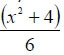 (x² + 4)
6